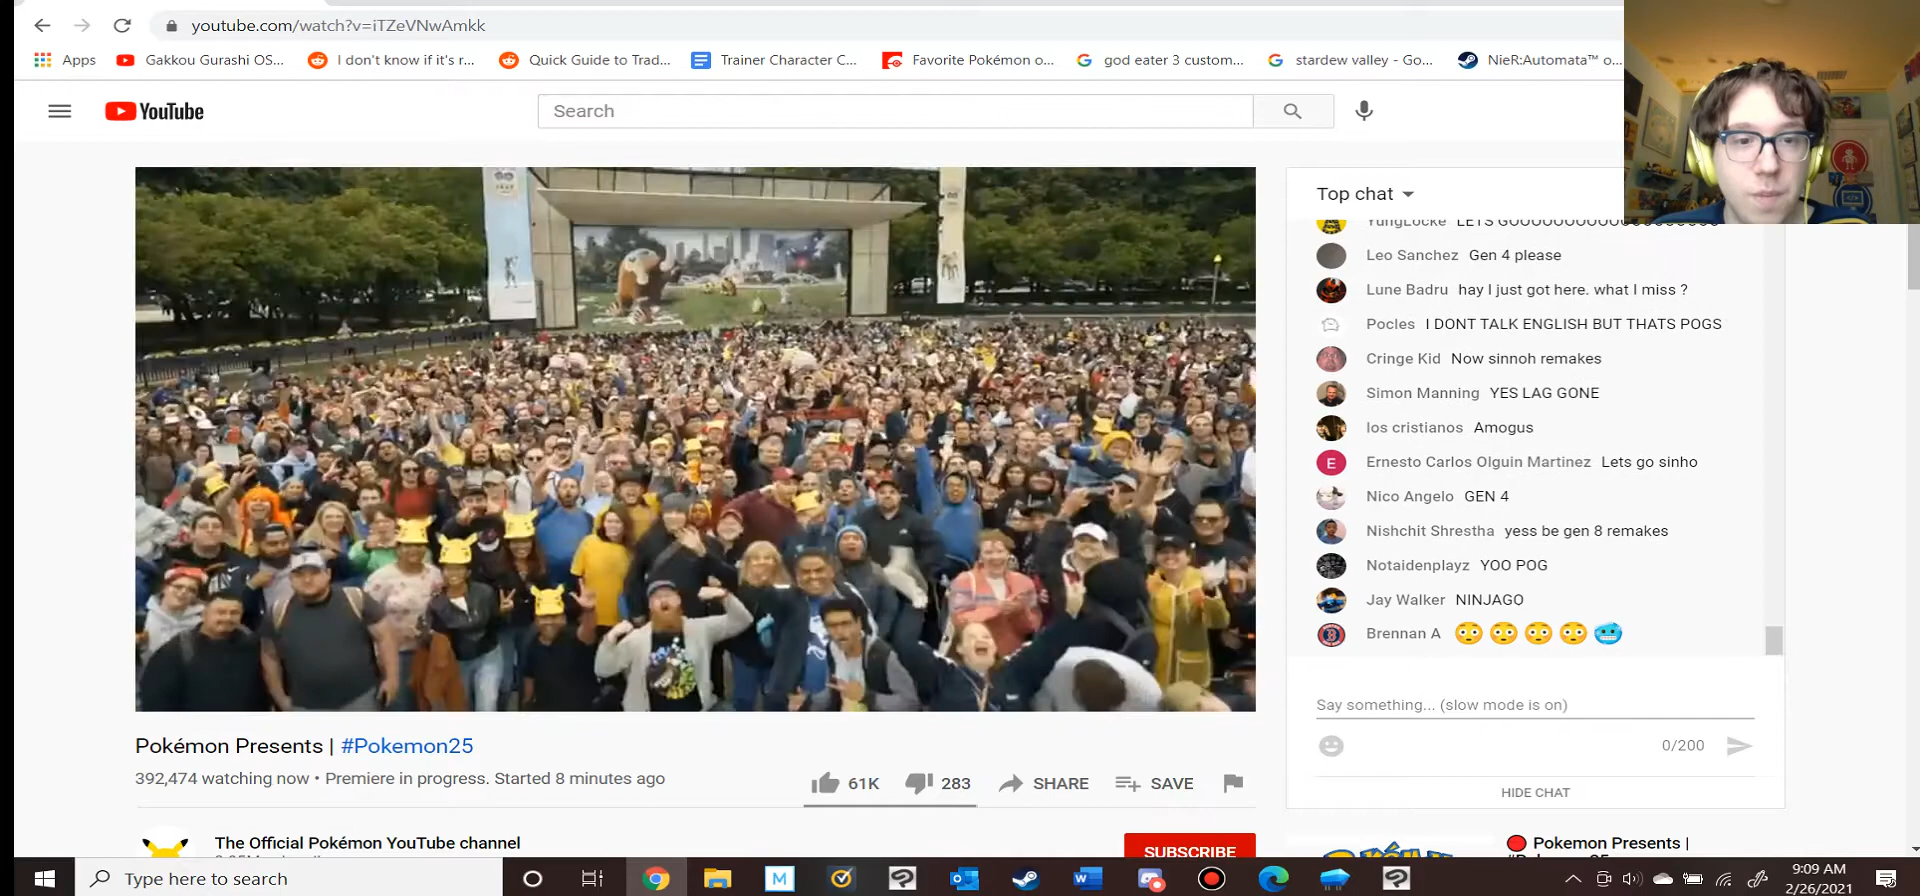 youtube.com/watch?v=iTZeVNwAmkk
Apps Gakkou Gurashi OS... I don't know if it's r... Quick Guide to Trad... Trainer Character C... Favorite Pokémon o... god eater 3 custom... stardew valley - Go... NieR:Automata™ o...
YouTube
Search
Top chat
YungLocke
Leo Sanchez Gen 4 please
Lune Badru hay I just got here. what I miss ?
Pocles I DONT TALK ENGLISH BUT THATS POGS
Cringe Kid Now sinnoh remakes
Simon Manning YES LAG GONE
los cristianos Amogus
E Ernesto Carlos Olguin Martinez Lets go sinho
Nico Angelo GEN 4
Nishchit Shrestha yess be gen 8 remakes
Notaidenplayz YOO POG
Jay Walker NINJAGO
Brennan A
Say something... (slow mode is on)
0/200
HIDE CHAT
Pokémon Presents | #Pokemon25
392,474 watching now • Premiere in progress. Started 8 minutes ago
61K 283 SHARE SAVE
The Official Pokémon YouTube channel
SUBSCRIBE
Pokemon Presents |
Type here to search
9:09 AM
2/26/2021